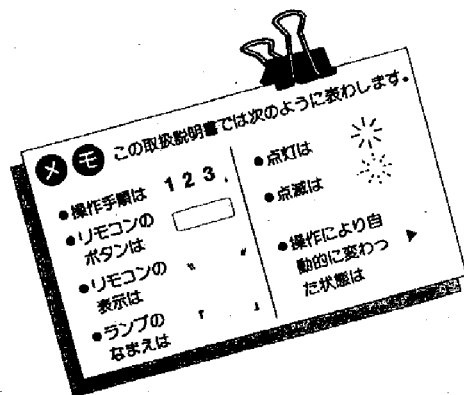 メモ この取扱説明書では次のように表わします。
●操作手順は 1 2 3.
●リモコンの
ボタンは
●リモコンの
表示は 〝 〟
●ランプの
なまえは 「 」
●点灯は
●点滅は
●操作により自
動的に変わっ
た状態は ▶